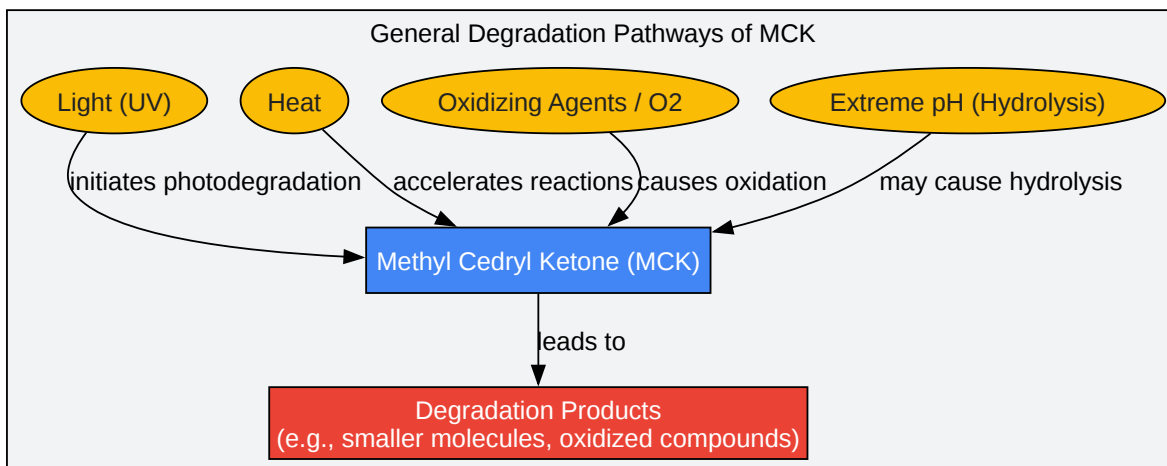 General Degradation Pathways of MCK
Light (UV)
Heat
Oxidizing Agents / O2
Extreme pH (Hydrolysis)
initiates photodegradation
accelerates reactions
causes oxidation
may cause hydrolysis
Methyl Cedryl Ketone (MCK)
leads to
Degradation Products
(e.g., smaller molecules, oxidized compounds)